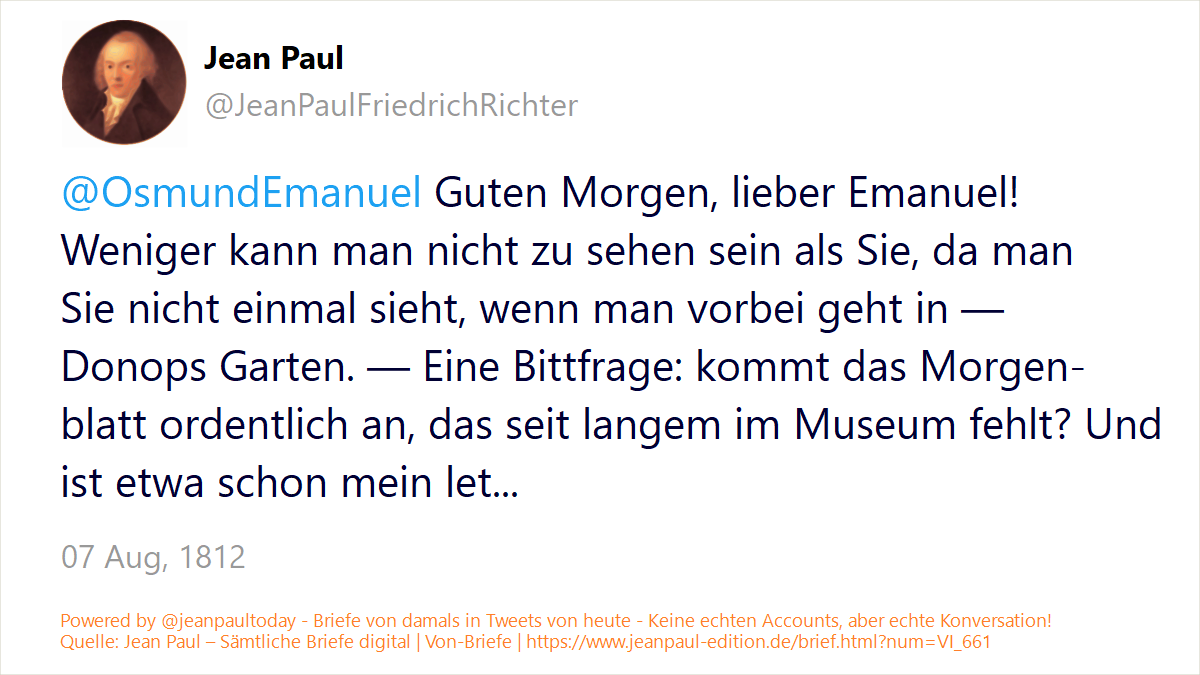 Jean Paul
@JeanPaulFriedrichRichter
@OsmundEmanuel Guten Morgen, lieber Emanuel!
Weniger kann man nicht zu sehen sein als Sie, da man
Sie nicht einmal sieht, wenn man vorbei geht in —
Donops Garten. — Eine Bittfrage: kommt das Morgen-
blatt ordentlich an, das seit langem im Museum fehlt? Und
ist etwa schon mein let...
07 Aug, 1812
Powered by @jeanpaultoday - Briefe von damals in Tweets von heute - Keine echten Accounts, aber echte Konversation!
Quelle: Jean Paul – Sämtliche Briefe digital | Von-Briefe | https://www.jeanpaul-edition.de/brief.html?num=VI_661